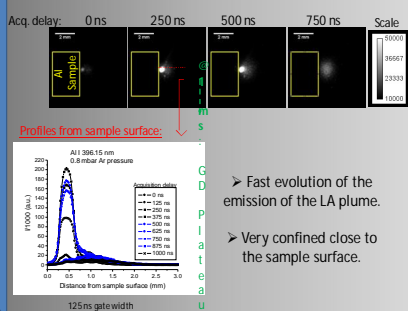 Acq. delay: 0 ns 250 ns 500 ns 750 ns Scale
2 mm 2 mm 2 mm 2 mm
Al Sample
50000
36667
23333
10000
Profiles from sample surface:
Al I 396.15 nm
0.8 mbar Ar pressure
Acquisition delay
0 ns
125 ns
250 ns
375 ns
500 ns
625 ns
750 ns
875 ns
1000 ns
I/1000 (a.u.)
220
200
180
160
140
120
100
80
60
40
20
0
0.0 0.5 1.0 1.5 2.0 2.5 3.0
Distance from sample surface (mm)
125 ns gate width
GD Plateau
➢ Fast evolution of the
emission of the LA plume.
➢ Very confined close to
the sample surface.